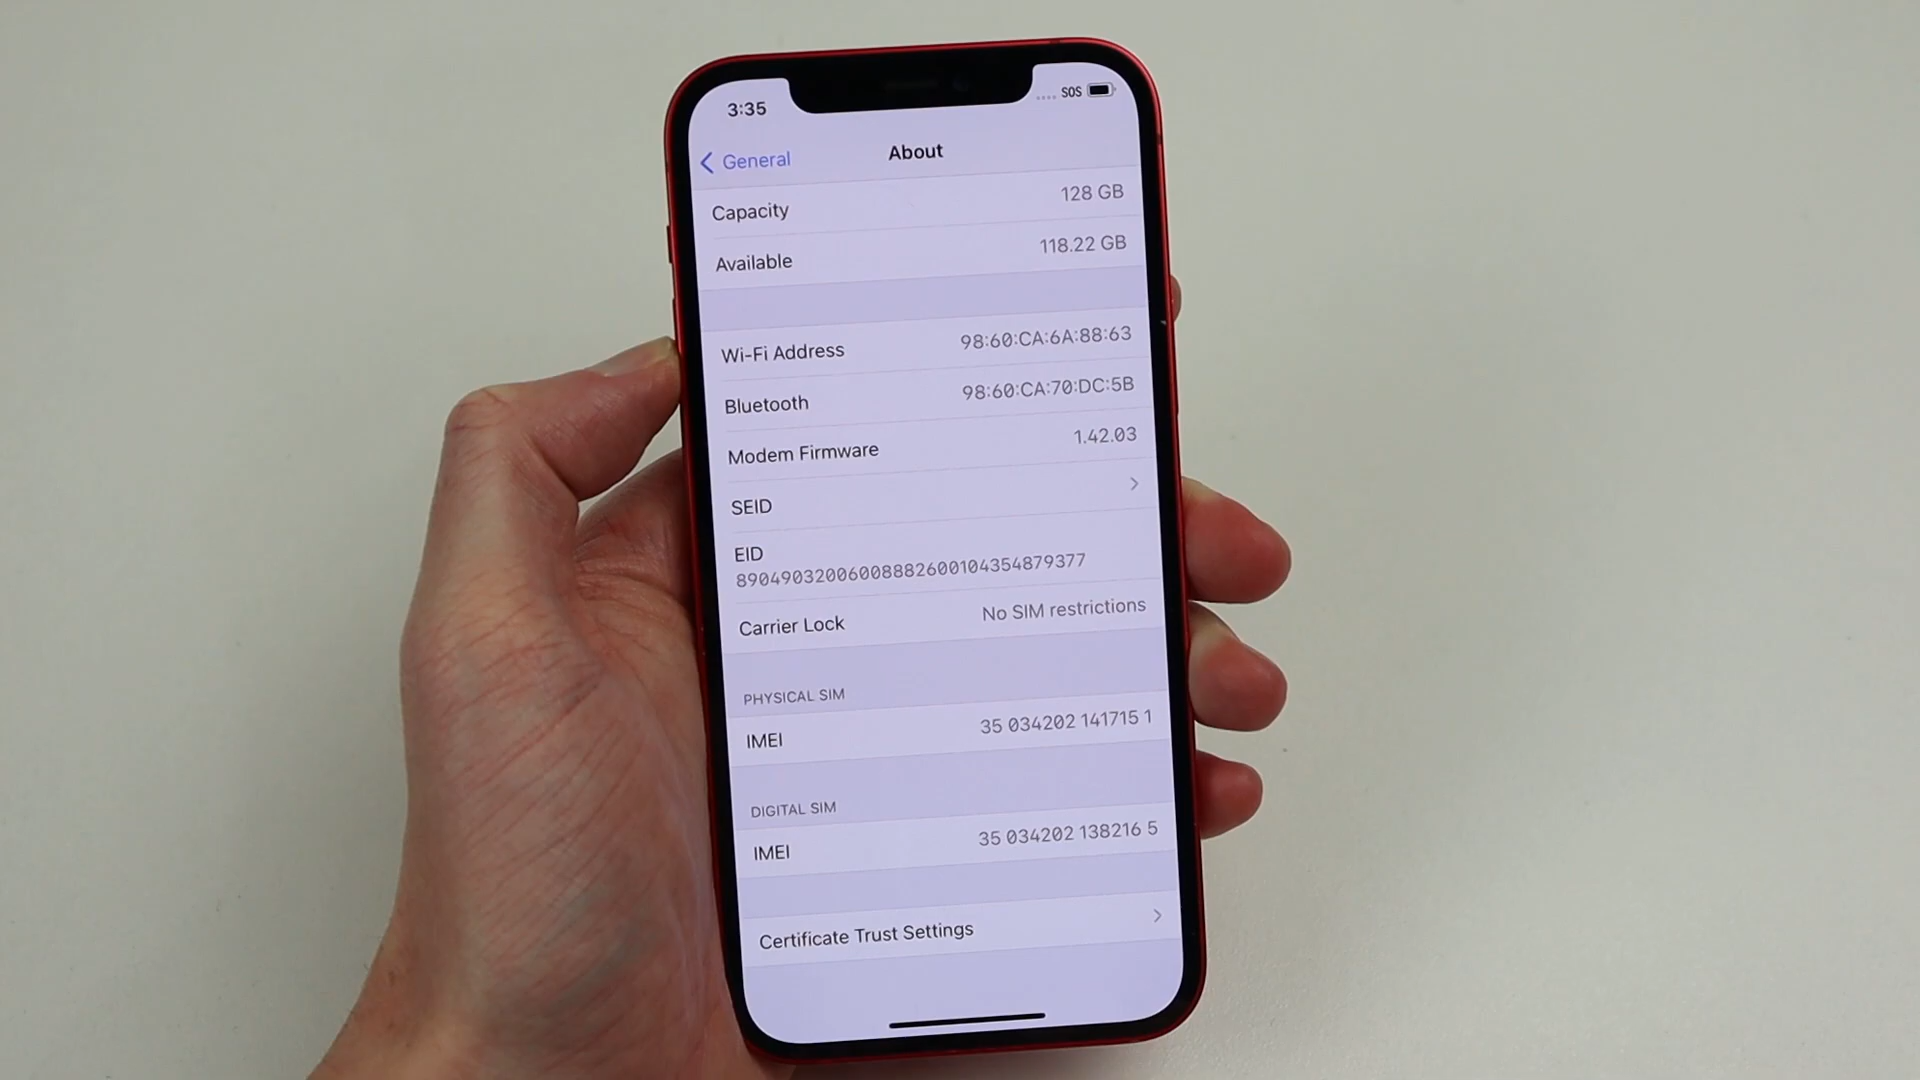 3:35 SOS
General About
Capacity 128 GB
Available 118.22 GB
Wi-Fi Address 98:60:CA:6A:88:63
Bluetooth 98:60:CA:70:DC:5B
Modem Firmware 1.42.03
SEID
EID
89049032006008882600104354879377
Carrier Lock No SIM restrictions
PHYSICAL SIM
IMEI 35 034202 141715 1
DIGITAL SIM
IMEI 35 034202 138216 5
Certificate Trust Settings